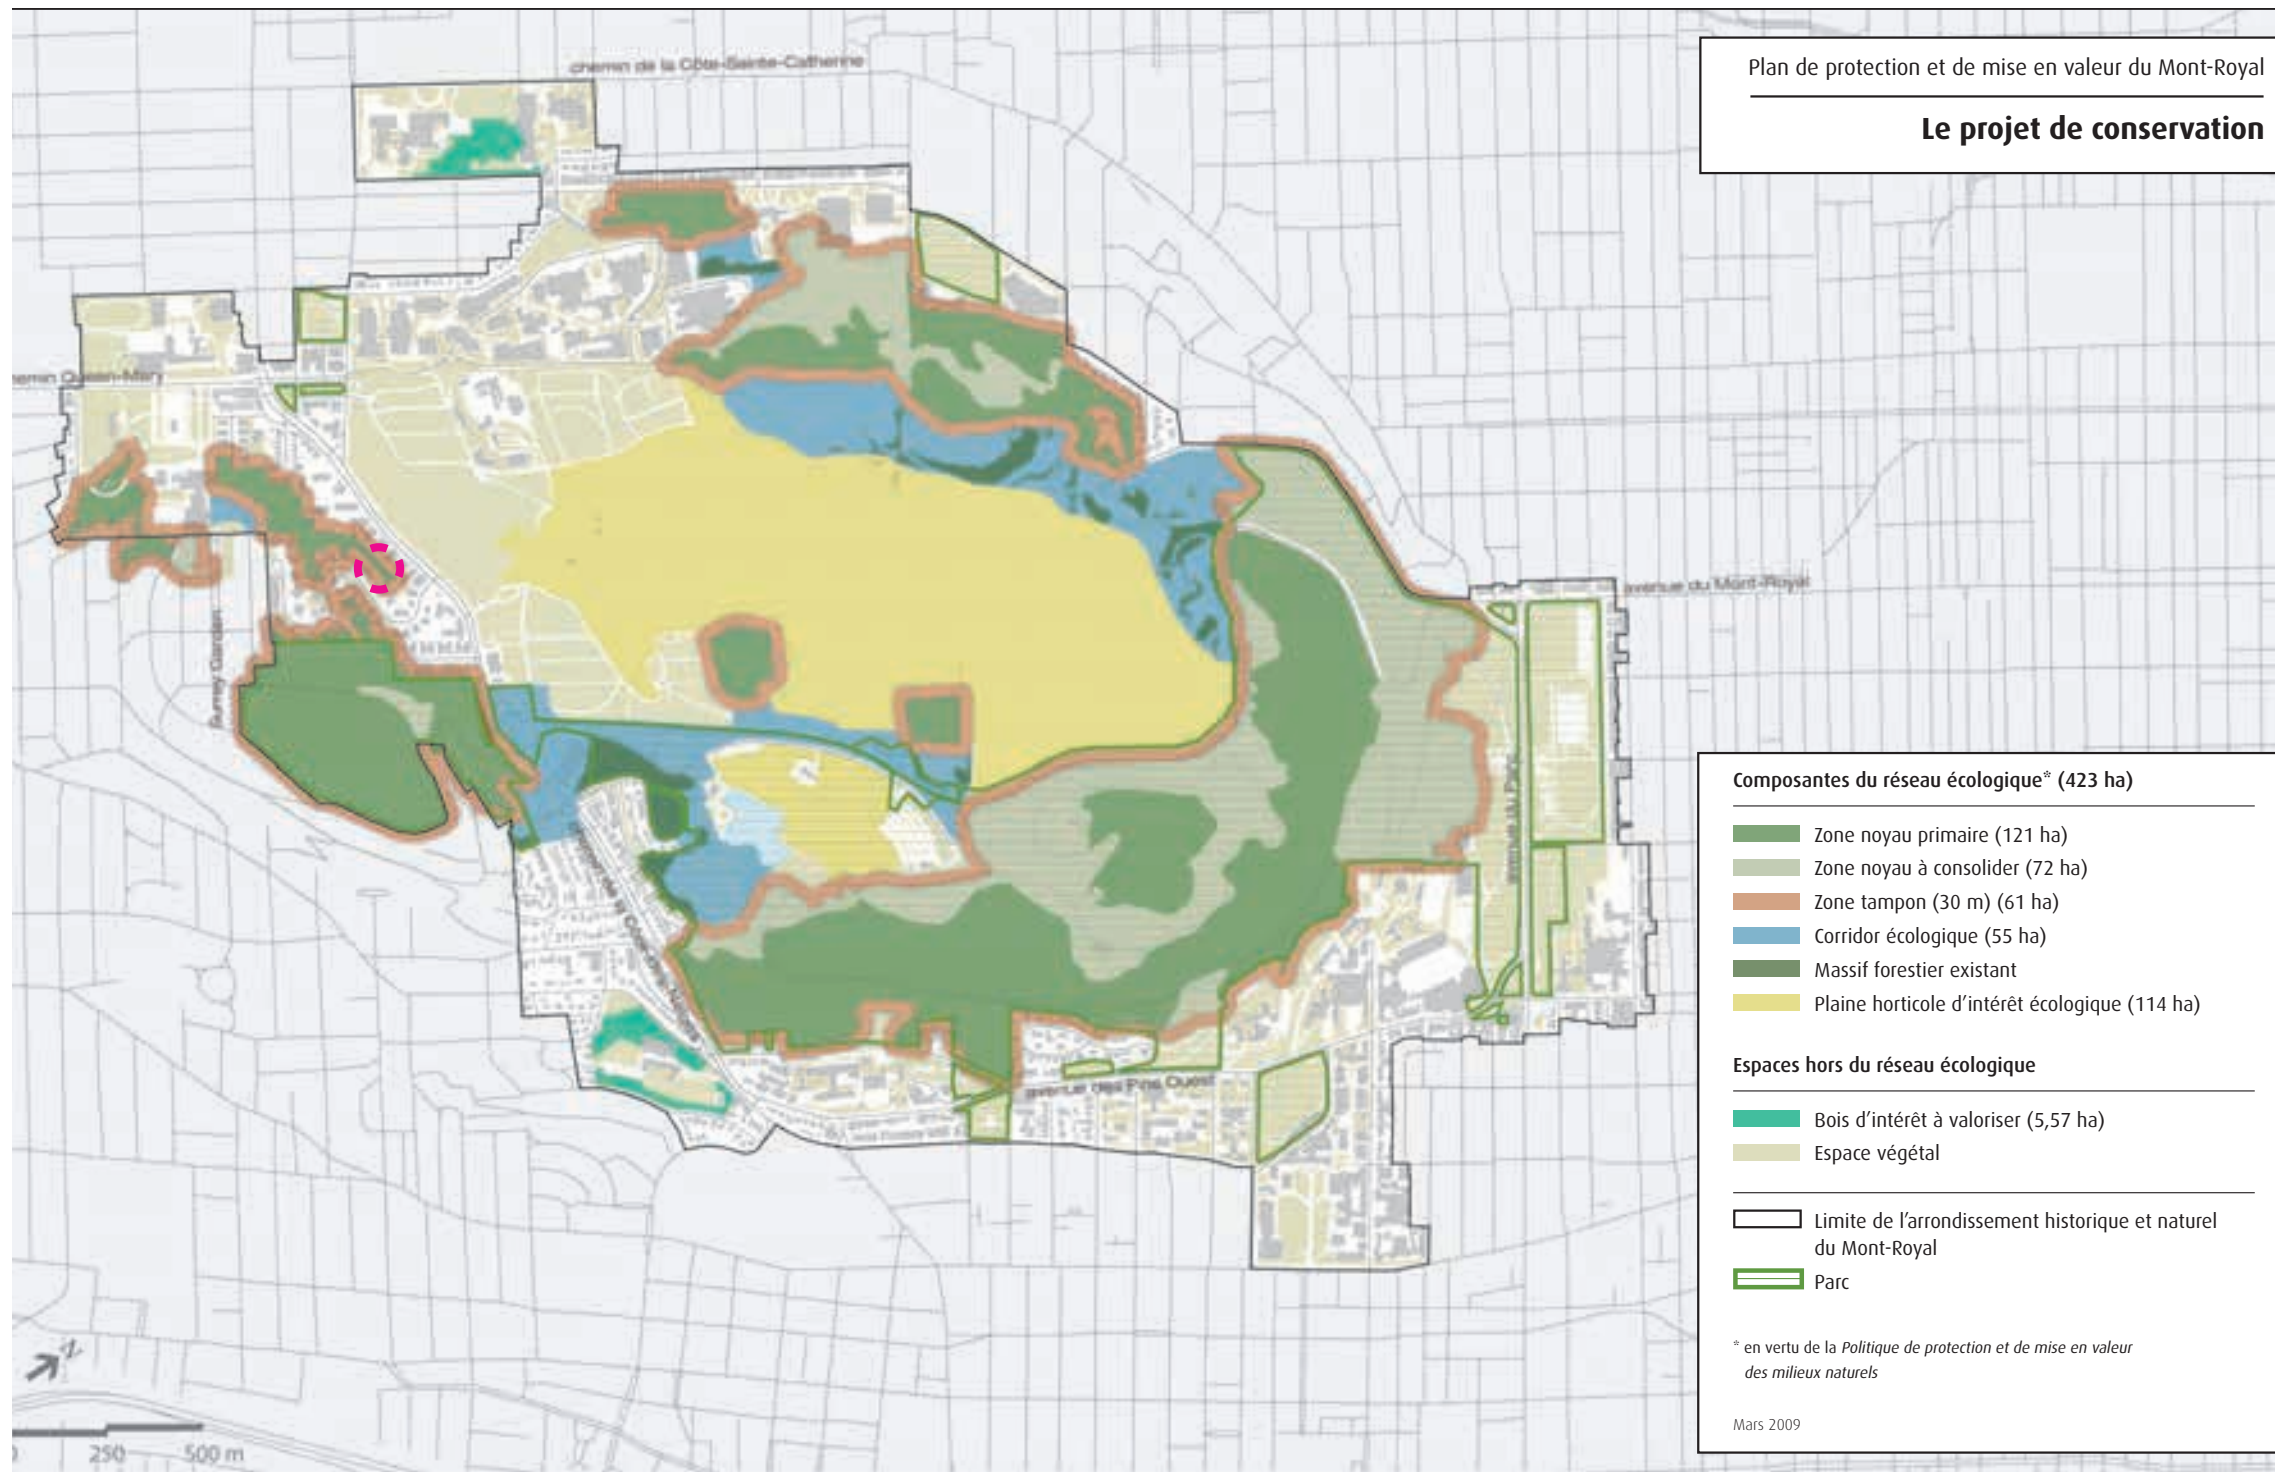 Plan de protection et de mise en valeur du Mont-Royal
Le projet de conservation
chemin de la Côte-Sainte-Catherine
chemin Queen-Mary
Surrey Garden
avenue du Mont-Royal
avenue du Parc
avenue des Pins Ouest
N
250
500 m
Composantes du réseau écologique* (423 ha)
Zone noyau primaire (121 ha)
Zone noyau à consolider (72 ha)
Zone tampon (30 m) (61 ha)
Corridor écologique (55 ha)
Massif forestier existant
Plaine horticole d’intérêt écologique (114 ha)
Espaces hors du réseau écologique
Bois d’intérêt à valoriser (5,57 ha)
Espace végétal
Limite de l’arrondissement historique et naturel
du Mont-Royal
Parc
* en vertu de la Politique de protection et de mise en valeur
des milieux naturels
Mars 2009